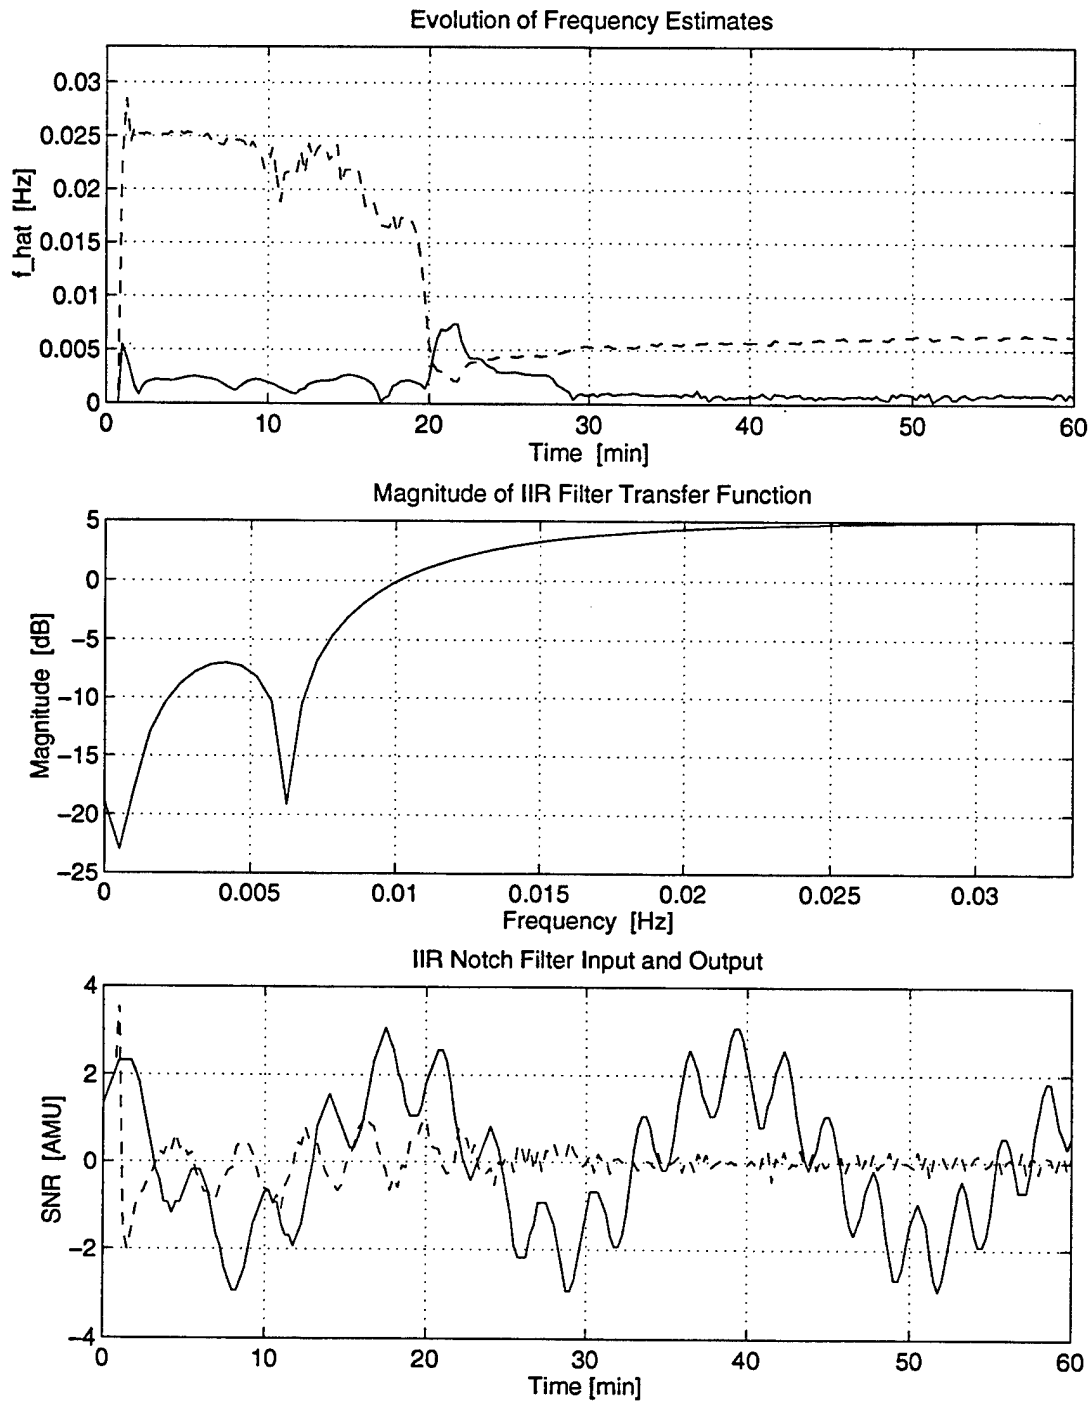 Evolution of Frequency Estimates
0.03
0.025
0.02
0.015
0.01
0.005
0
f_hat [Hz]
0 10 20 30 40 50 60
Time [min]
Magnitude of IIR Filter Transfer Function
5
0
−5
−10
−15
−20
−25
Magnitude [dB]
0 0.005 0.01 0.015 0.02 0.025 0.03
Frequency [Hz]
IIR Notch Filter Input and Output
4
2
0
−2
−4
SNR [AMU]
0 10 20 30 40 50 60
Time [min]